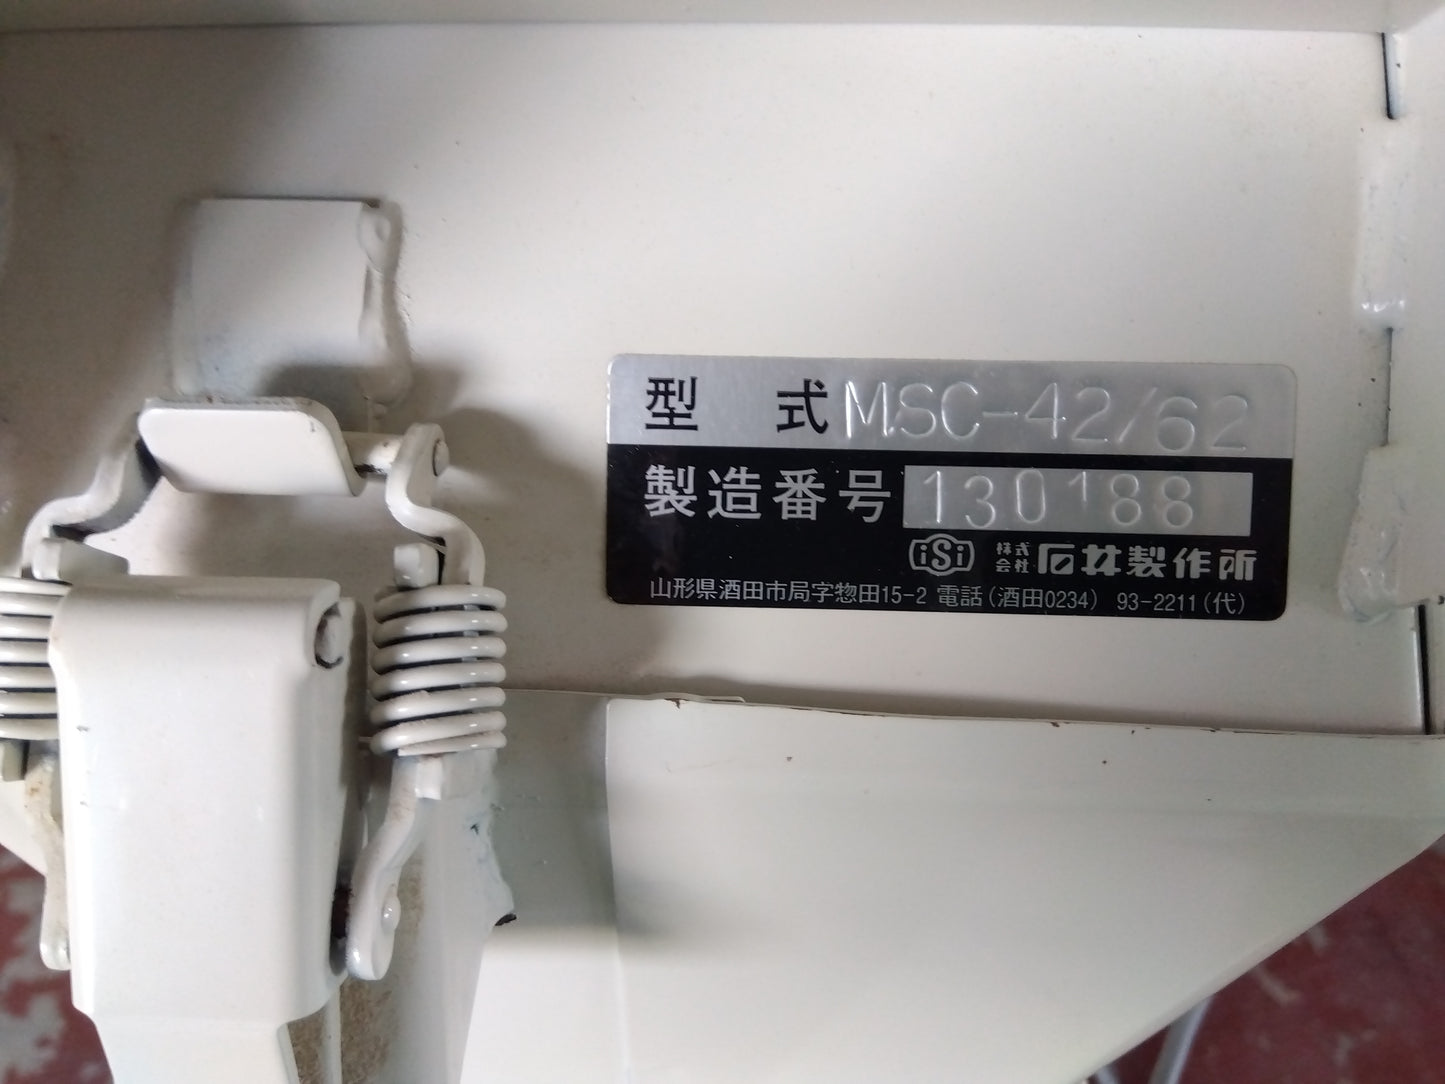 型 式 MSC-42/62
製造番号 130188
iSi 株式会社 石井製作所
山形県酒田市局字惣田15-2 電話(酒田0234) 93-2211(代)